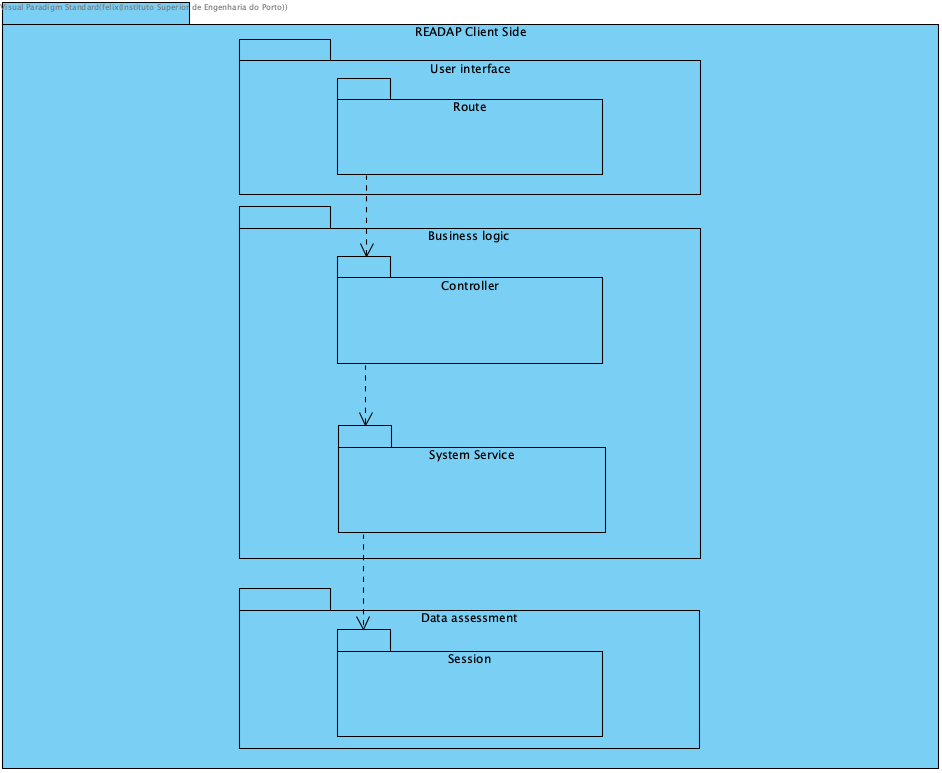 Visual Paradigm Standard(felix(Instituto Superior de Engenharia do Porto))
READAP Client Side
User interface
Route
Business logic
Controller
System Service
Data assessment
Session